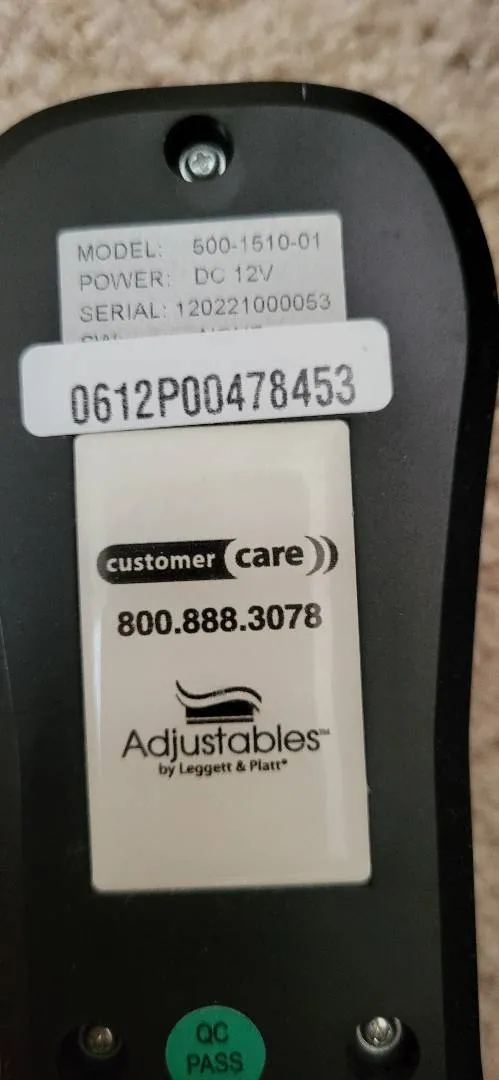 MODEL: 500-1510-01
POWER: DC 12V
SERIAL: 120221000053
0612P00478453
customer care
800.888.3078
Adjustables™
by Leggett & Platt®
QC
PASS